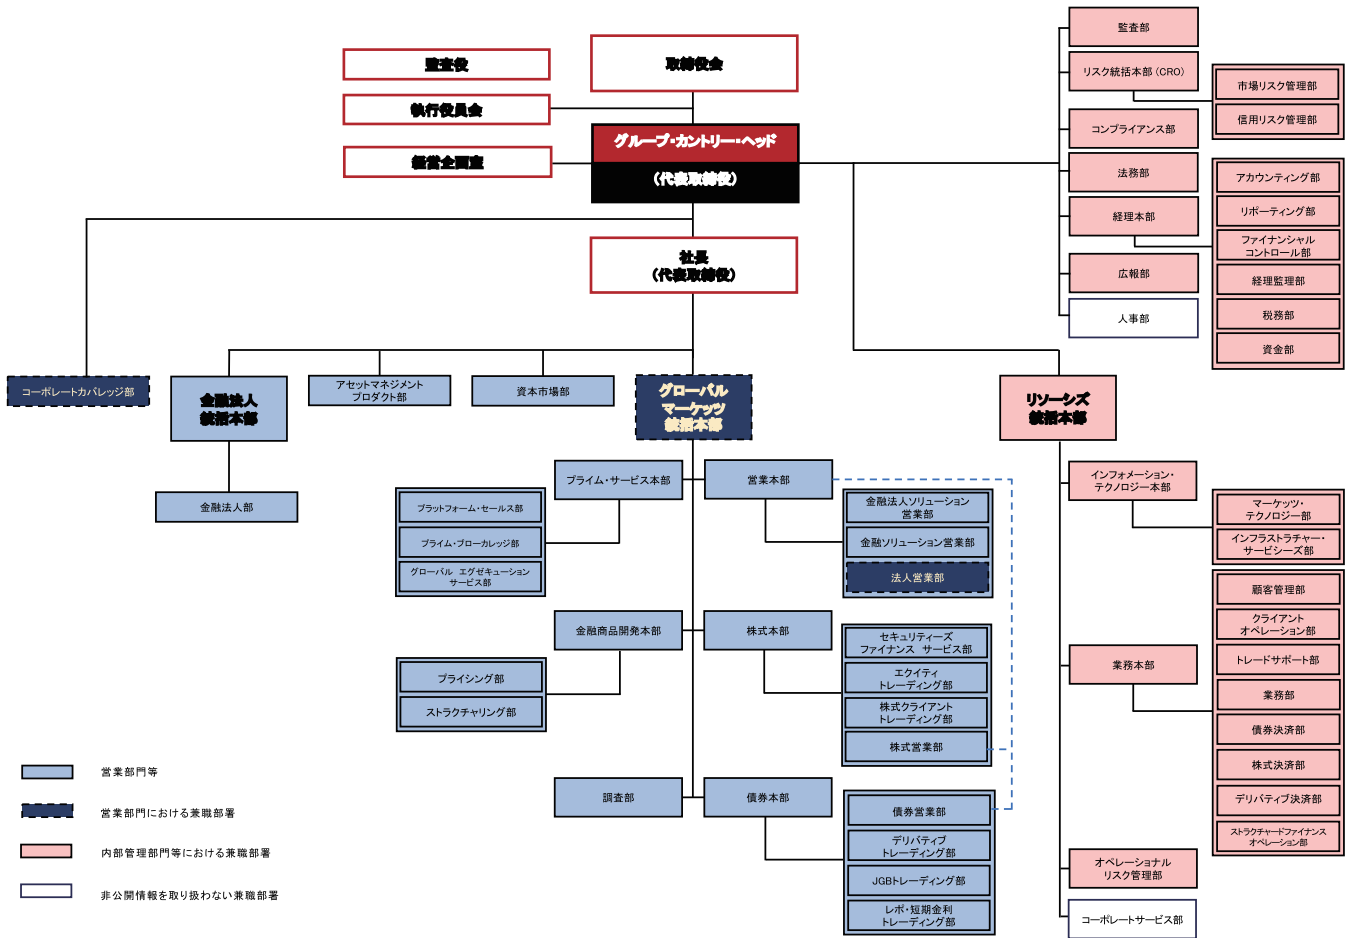 監査役
取締役会
執行役員会
グループ・カントリー・ヘッド
経営企画室
（代表取締役）
社長
（代表取締役）
監査部
リスク統括本部（CRO）
市場リスク管理部
信用リスク管理部
コンプライアンス部
法務部
経理本部
アカウンティング部
リポーティング部
ファイナンシャル
コントロール部
経理監理部
税務部
資金部
広報部
人事部
コーポレートカバレッジ部
金融法人
統括本部
アセットマネジメント
プロダクト部
資本市場部
グローバル
マーケッツ
統括本部
リソーシズ
統括本部
金融法人部
プライム・サービス本部
プラットフォーム・セールス部
プライム・ブローカレッジ部
グローバル エグゼキューション
サービス部
営業本部
金融法人ソリューション
営業部
金融ソリューション営業部
法人営業部
金融商品開発本部
プライシング部
ストラクチャリング部
株式本部
セキュリティーズ
ファイナンス サービス部
エクイティ
トレーディング部
株式クライアント
トレーディング部
株式営業部
調査部
債券本部
債券営業部
デリバティブ
トレーディング部
JGBトレーディング部
レポ・短期金利
トレーディング部
インフォメーション・
テクノロジー本部
マーケッツ・
テクノロジー部
インフラストラチャー・
サービシーズ部
業務本部
顧客管理部
クライアント
オペレーション部
トレードサポート部
業務部
債券決済部
株式決済部
デリバティブ決済部
ストラクチャードファイナンス
オペレーション部
オペレーショナル
リスク管理部
コーポレートサービス部
営業部門等
営業部門における兼職部署
内部管理部門等における兼職部署
非公開情報を取り扱わない兼職部署